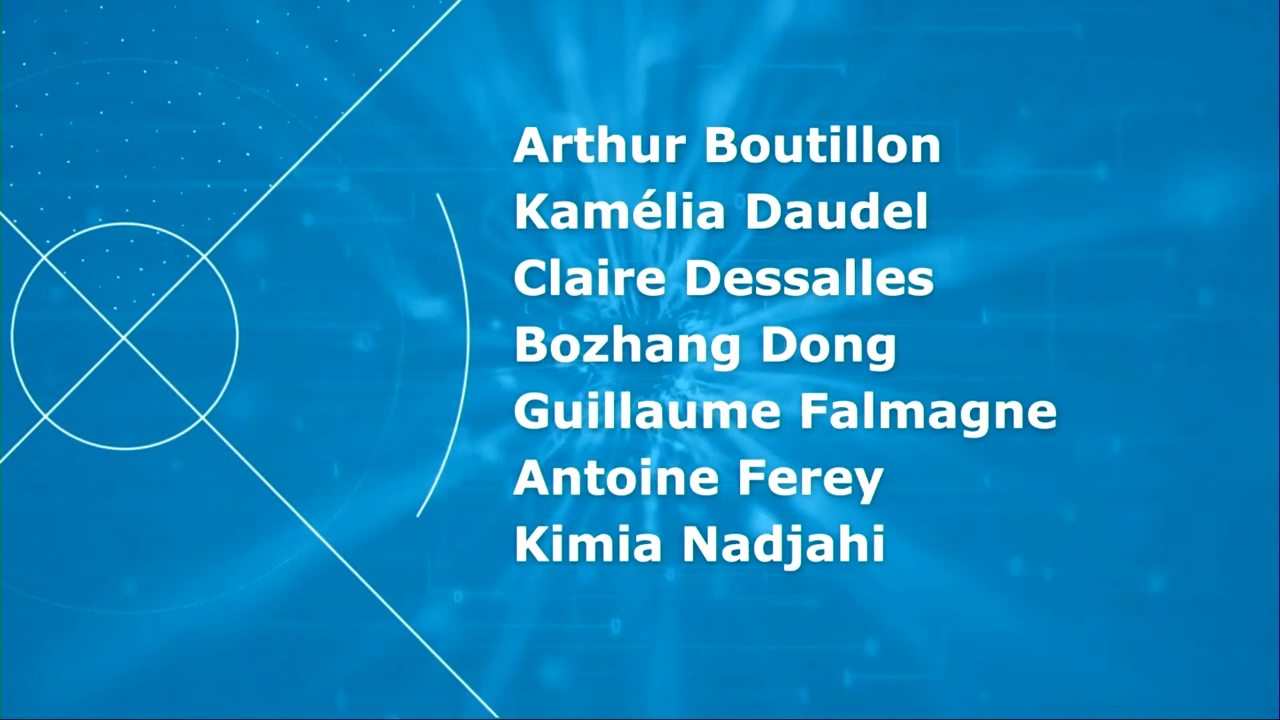 Arthur Boutillon
Kamélia Daudel
Claire Dessalles
Bozhang Dong
Guillaume Falmagne
Antoine Ferey
Kimia Nadjahi